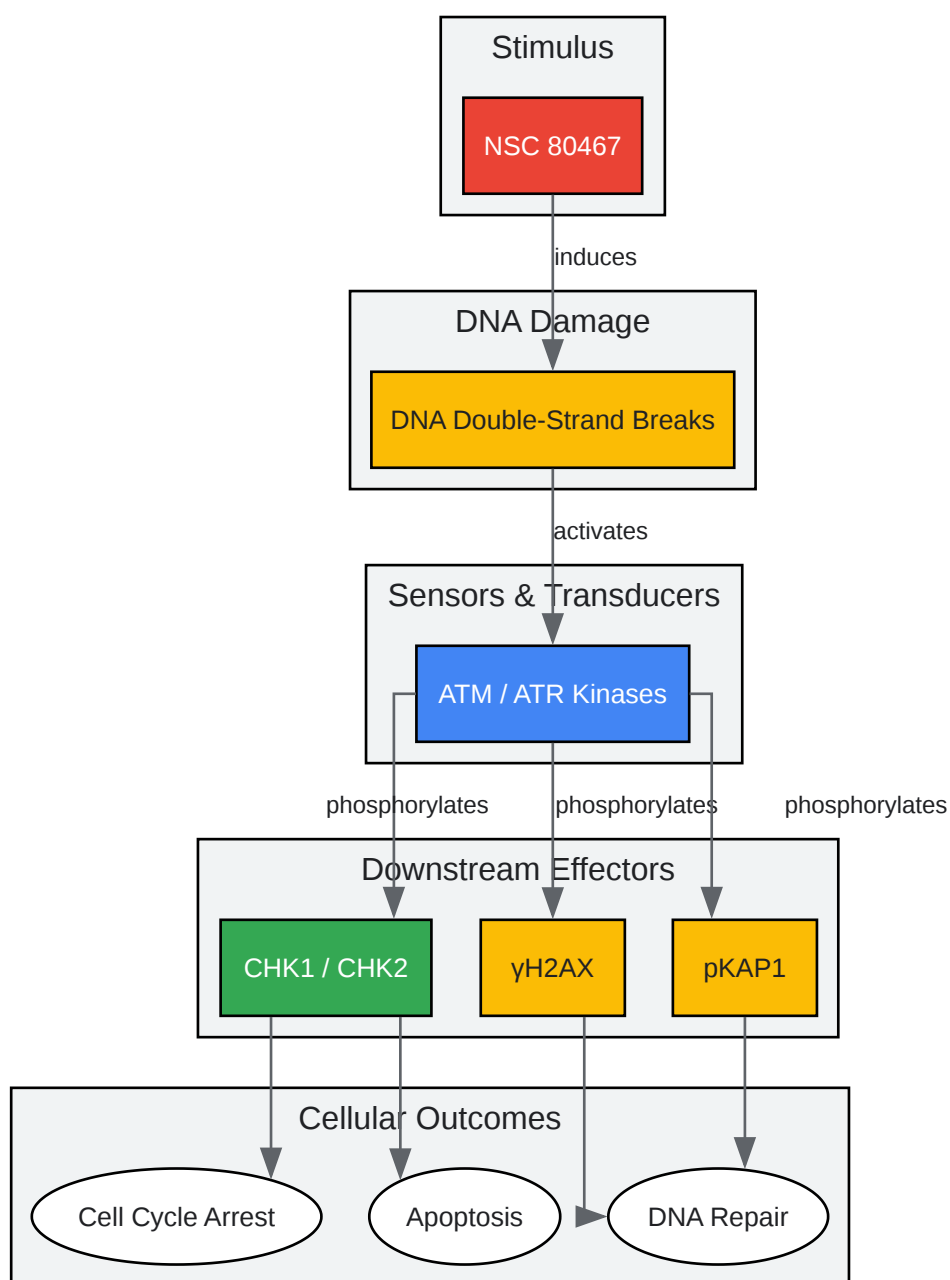 Stimulus
NSC 80467
induces
DNA Damage
DNA Double-Strand Breaks
activates
Sensors & Transducers
ATM / ATR Kinases
phosphorylates
phosphorylates
phosphorylates
Downstream Effectors
CHK1 / CHK2
γH2AX
pKAP1
Cellular Outcomes
Cell Cycle Arrest
Apoptosis
DNA Repair